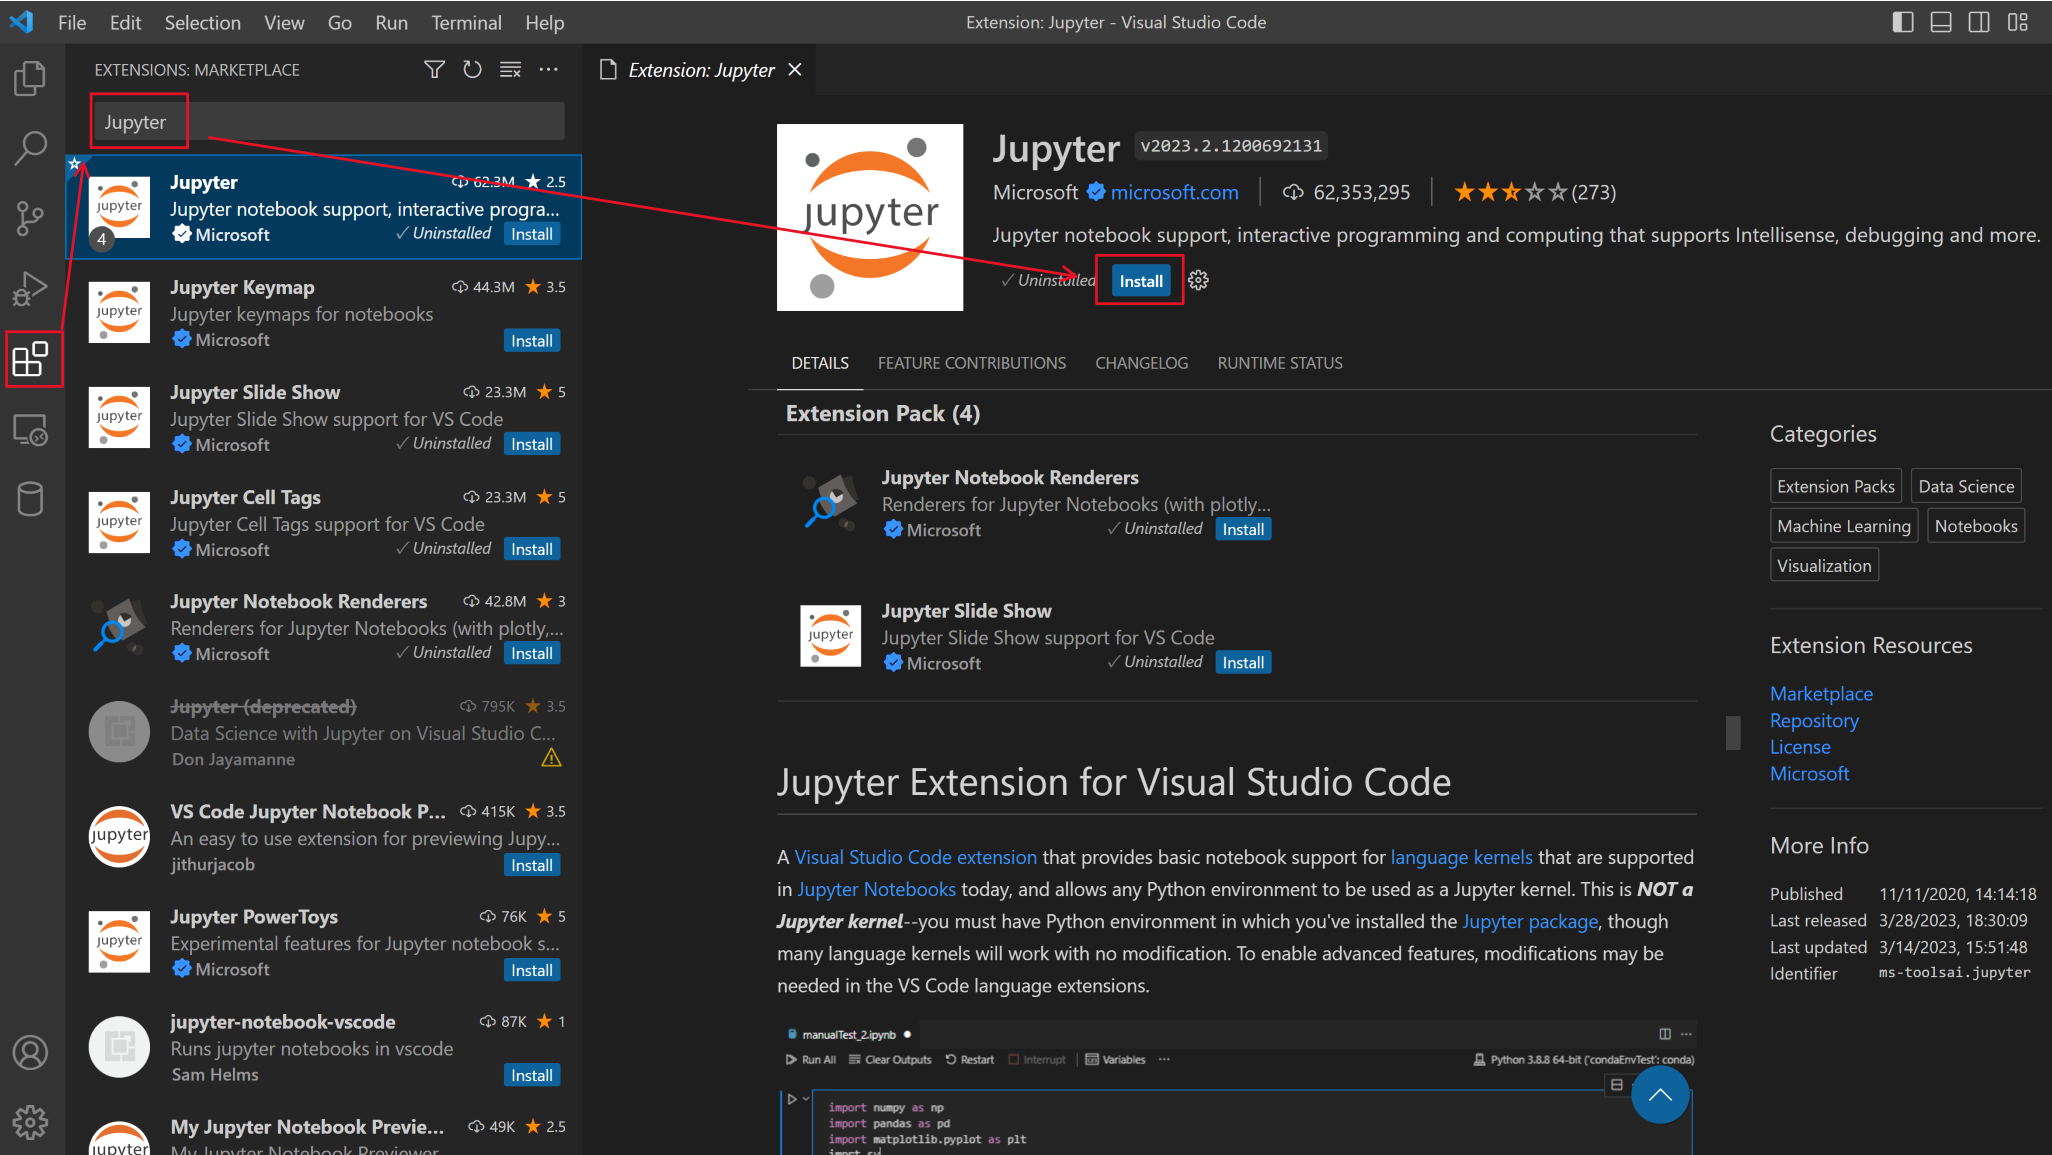 File Edit Selection View Go Run Terminal Help
Extension: Jupyter - Visual Studio Code
EXTENSIONS: MARKETPLACE
Jupyter
Jupyter 62.3M 2.5
Jupyter notebook support, interactive progra...
Microsoft Uninstalled Install
4
jupyter
Jupyter Keymap 44.3M 3.5
Jupyter keymaps for notebooks
Microsoft Install
jupyter
Jupyter Slide Show 23.3M 5
Jupyter Slide Show support for VS Code
Microsoft Uninstalled Install
jupyter
Jupyter Cell Tags 23.3M 5
Jupyter Cell Tags support for VS Code
Microsoft Uninstalled Install
jupyter
Jupyter Notebook Renderers 42.8M 3
Renderers for Jupyter Notebooks (with plotly,...
Microsoft Uninstalled Install
Jupyter (deprecated) 795K 3.5
Data Science with Jupyter on Visual Studio C...
Don Jayamanne
VS Code Jupyter Notebook P... 415K 3.5
An easy to use extension for previewing Jupy...
jithurjacob Install
jupyter
Jupyter PowerToys 76K 5
Experimental features for Jupyter notebook s...
Microsoft Install
jupyter
jupyter-notebook-vscode 87K 1
Runs jupyter notebooks in vscode
Sam Helms Install
My Jupyter Notebook Previe... 49K 2.5
My Jupyter Notebook Previewer
jupyter
Extension: Jupyter
jupyter
Jupyter v2023.2.1200692131
Microsoft microsoft.com 62,353,295 (273)
Jupyter notebook support, interactive programming and computing that supports Intellisense, debugging and more.
Uninstalled Install
DETAILS FEATURE CONTRIBUTIONS CHANGELOG RUNTIME STATUS
Extension Pack (4)
Jupyter Notebook Renderers
Renderers for Jupyter Notebooks (with plotly...
Microsoft Uninstalled Install
jupyter
Jupyter Slide Show
Jupyter Slide Show support for VS Code
Microsoft Uninstalled Install
Jupyter Extension for Visual Studio Code
A Visual Studio Code extension that provides basic notebook support for language kernels that are supported
in Jupyter Notebooks today, and allows any Python environment to be used as a Jupyter kernel. This is NOT a
Jupyter kernel--you must have Python environment in which you've installed the Jupyter package, though
many language kernels will work with no modification. To enable advanced features, modifications may be
needed in the VS Code language extensions.
manualTest_2.ipynb
Run All Clear Outputs Restart Interrupt Variables Python 3.8.8 64-bit ('condaEnvTest': conda)
import numpy as np
import pandas as pd
import matplotlib.pyplot as plt
Categories
Extension Packs Data Science
Machine Learning Notebooks
Visualization
Extension Resources
Marketplace
Repository
License
Microsoft
More Info
Published 11/11/2020, 14:14:18
Last released 3/28/2023, 18:30:09
Last updated 3/14/2023, 15:51:48
Identifier ms-toolsai.jupyter